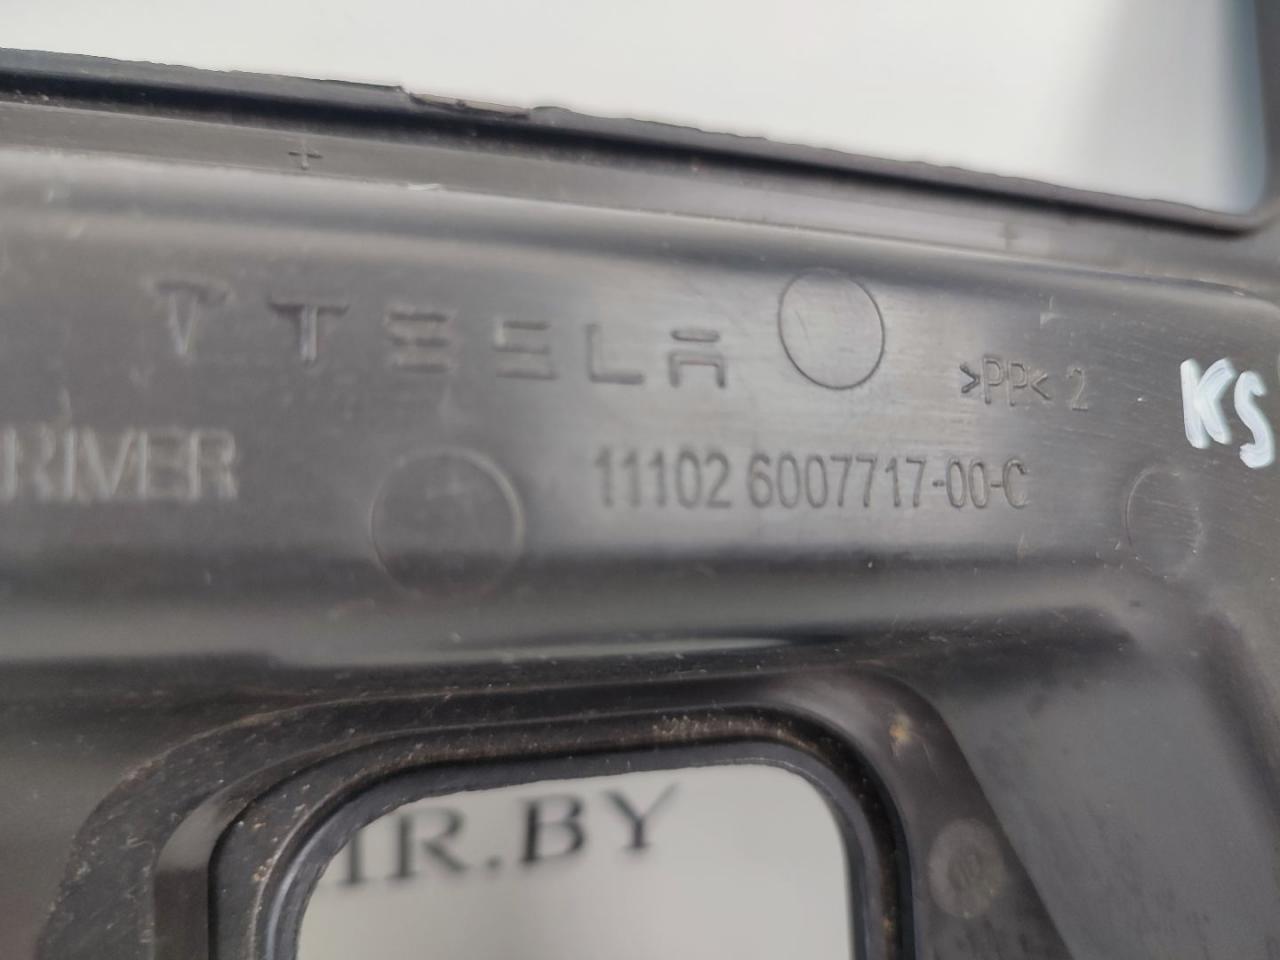 TESLA
>PP< 2
KS
RIVER
11102 6007717-00-C
IR.BY